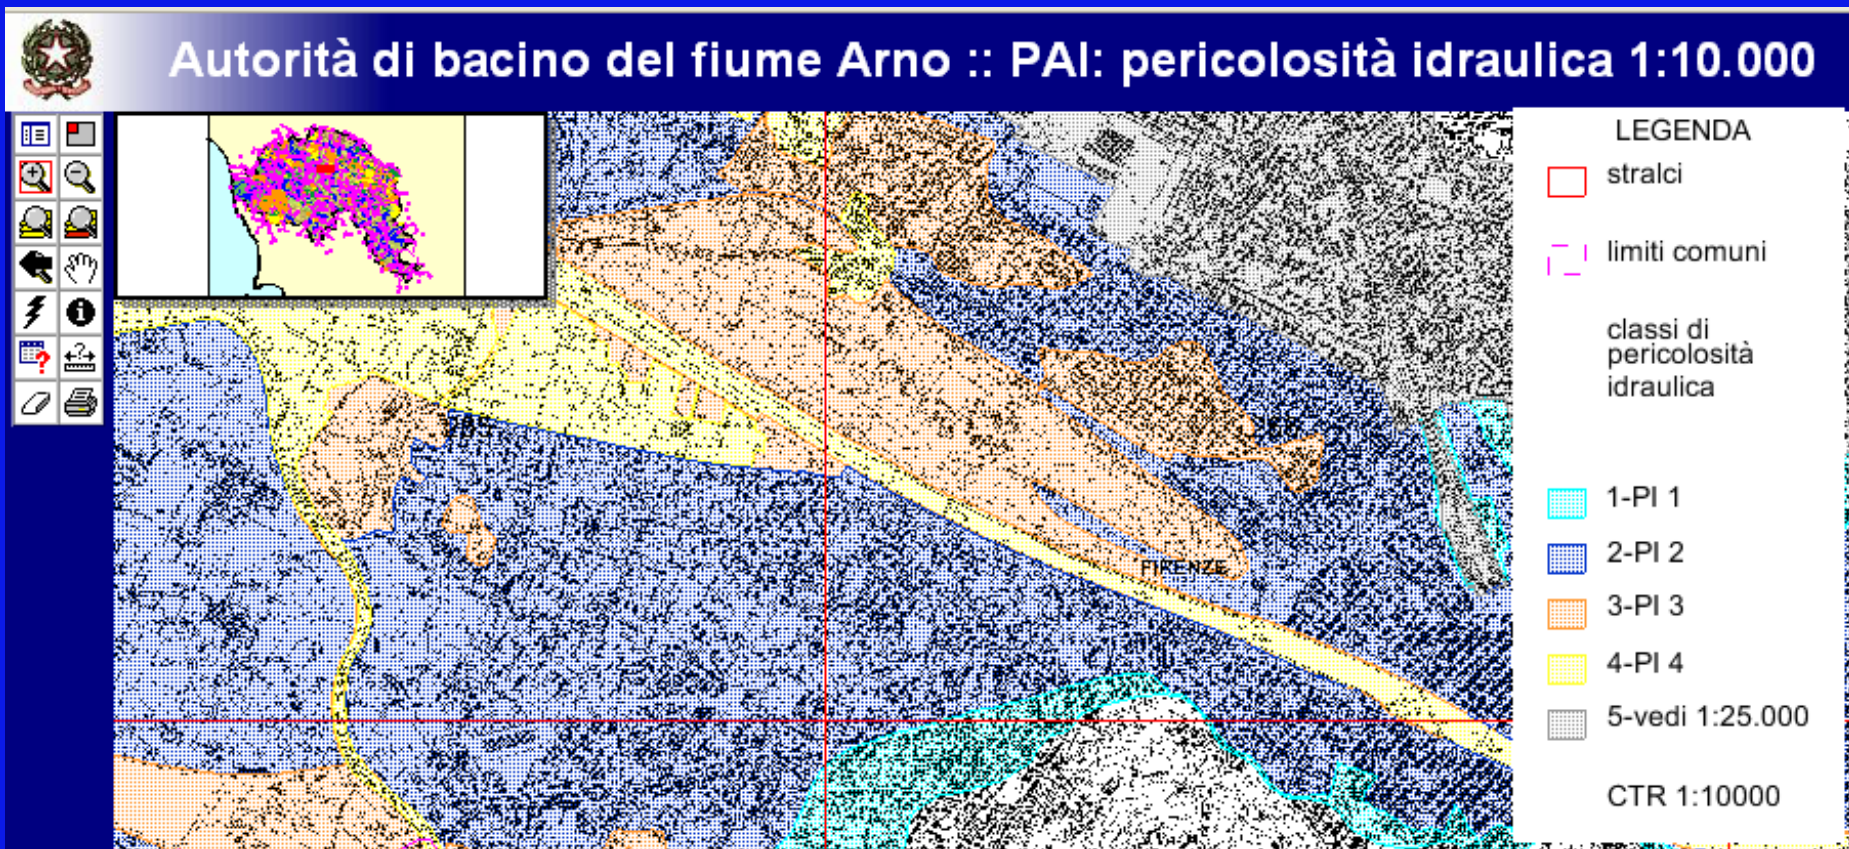 Autorità di bacino del fiume Arno :: PAI: pericolosità idraulica 1:10.000
LEGENDA
stralci
limiti comuni
classi di
pericolosità
idraulica
1-PI 1
2-PI 2
3-PI 3
4-PI 4
5-vedi 1:25.000
CTR 1:10000
FIRENZE